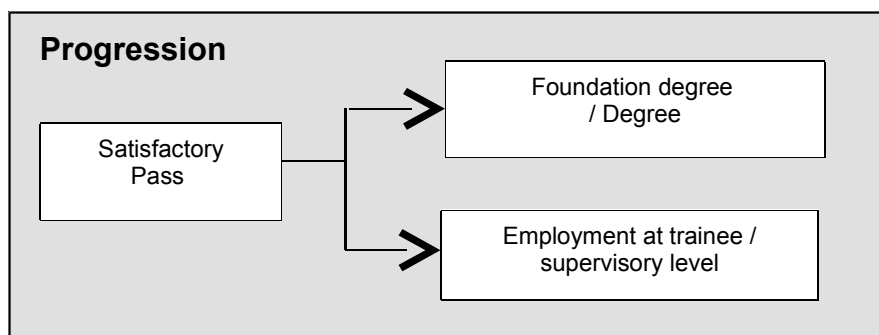 Progression
Satisfactory
Pass
Foundation degree
/ Degree
Employment at trainee /
supervisory level